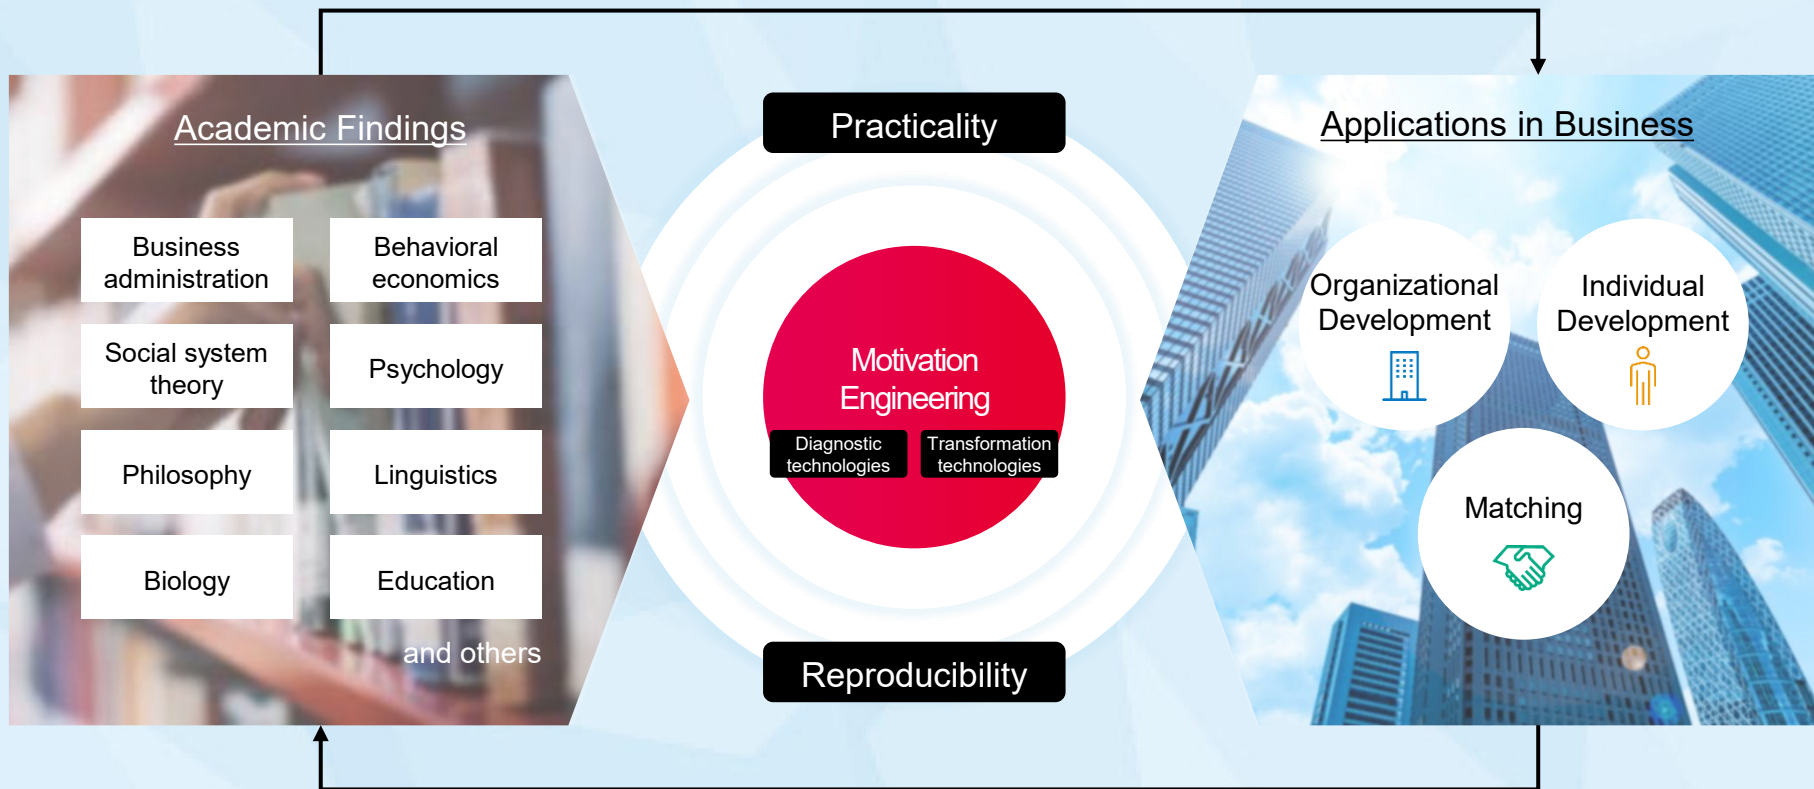 Academic Findings
Business
administration
Behavioral
economics
Social system
theory
Psychology
Philosophy
Linguistics
Biology
Education
and others
Practicality
Motivation
Engineering
Diagnostic
technologies
Transformation
technologies
Reproducibility
Applications in Business
Organizational
Development
Individual
Development
Matching